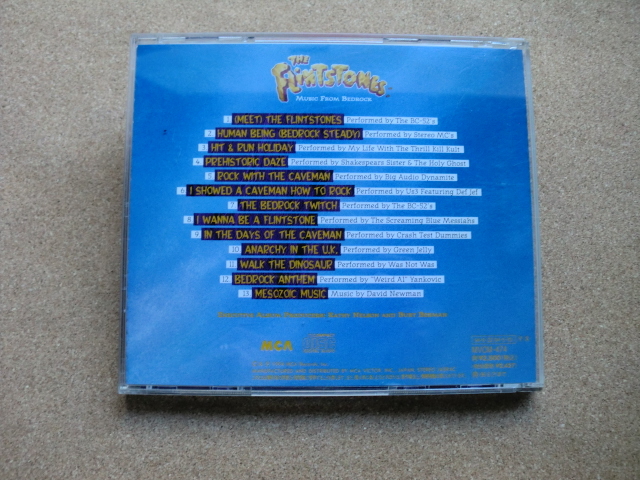 THE
FLINTSTONES
MUSIC FROM BEDROCK
1 (MEET) THE FLINTSTONES Performed by The BC-52's
2. HUMAN BEING (BEDROCK STEADY) Performed by Stereo MC's
3. HIT & RUN HOLIDAY Performed by My Life With The Thrill Kill Kult
4. PREHISTORIC DAZE Performed by Shakespears Sister & The Holy Ghost
5. ROCK WITH THE CAVEMAN Performed by Big Audio Dynamite
6. I SHOWED A CAVEMAN HOW TO ROCK Performed by Us3 Featuring Def Jef
7. THE BEDROCK TWITCH Performed by The BC-52's
8. I WANNA BE A FLINTSTONE Performed by The Screaming Blue Messiahs
9. IN THE DAYS OF THE CAVEMAN Performed by Crash Test Dummies
10. ANARCHY IN THE U.K. Performed by Green Jellÿ
11. WALK THE DINOSAUR Performed by Was Not Was
12. BEDROCK ANTHEM Performed by "Weird Al" Yankovic
13. MESOZOIC MUSIC Music by David Newman
MCA